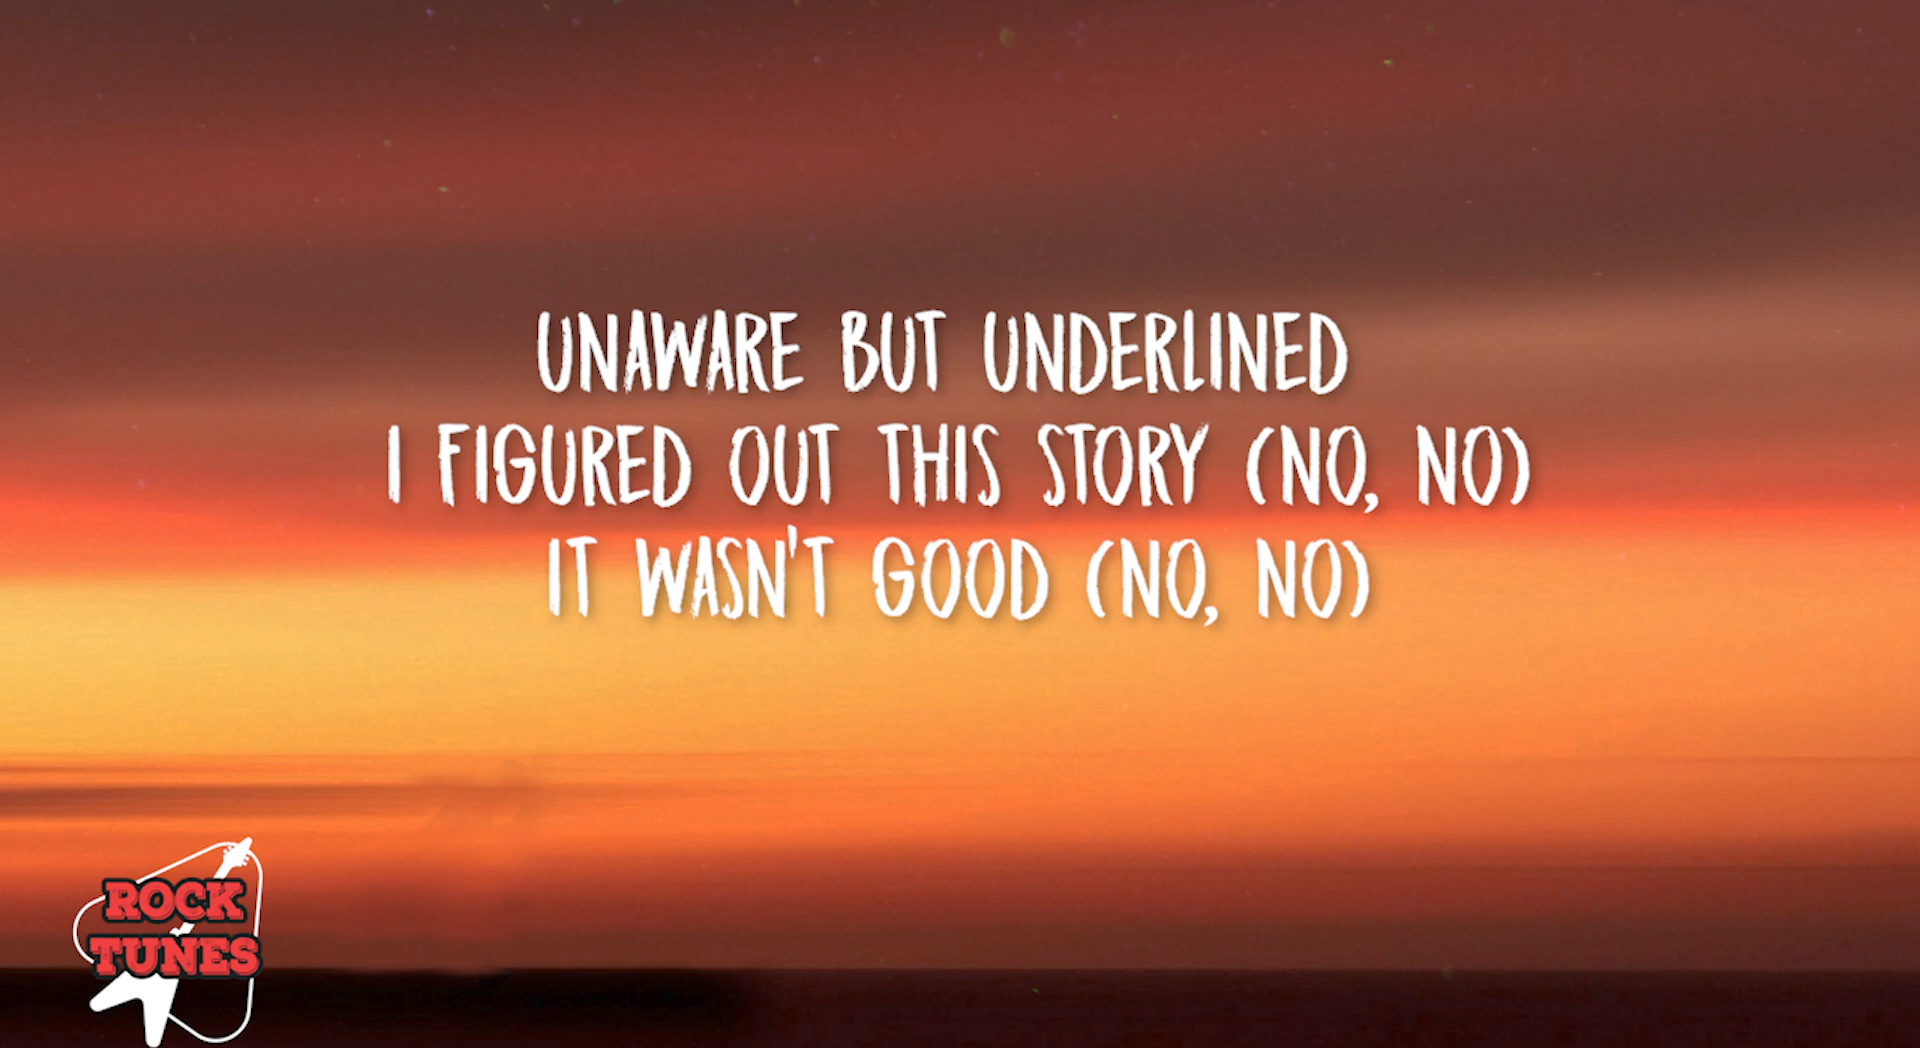 UNAWARE BUT UNDERLINED
I FIGURED OUT THIS STORY (NO, NO)
IT WASN'T GOOD (NO, NO)
ROCK
TUNES